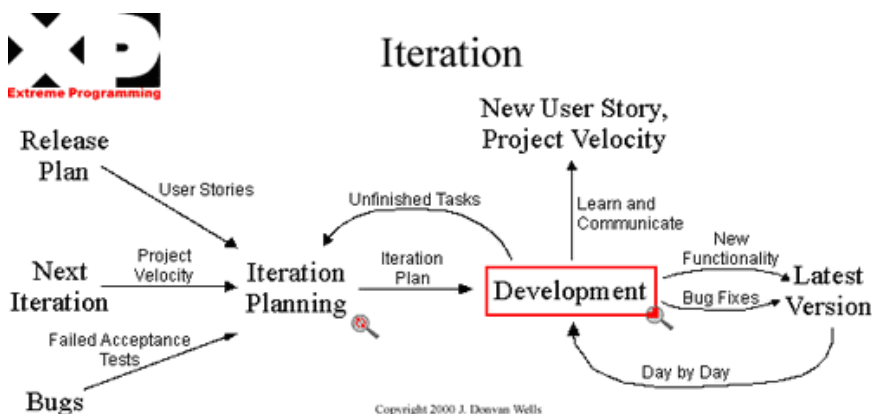 XP
Extreme Programming
Iteration
New User Story,
Project Velocity
Release
Plan
User Stories
Unfinished Tasks
Learn and
Communicate
New
Functionality
Next
Iteration
Project
Velocity
Iteration
Planning
Iteration
Plan
Development
Bug Fixes
Latest
Version
Failed Acceptance
Tests
Day by Day
Bugs
Copyright 2000 J. Donvan Wells